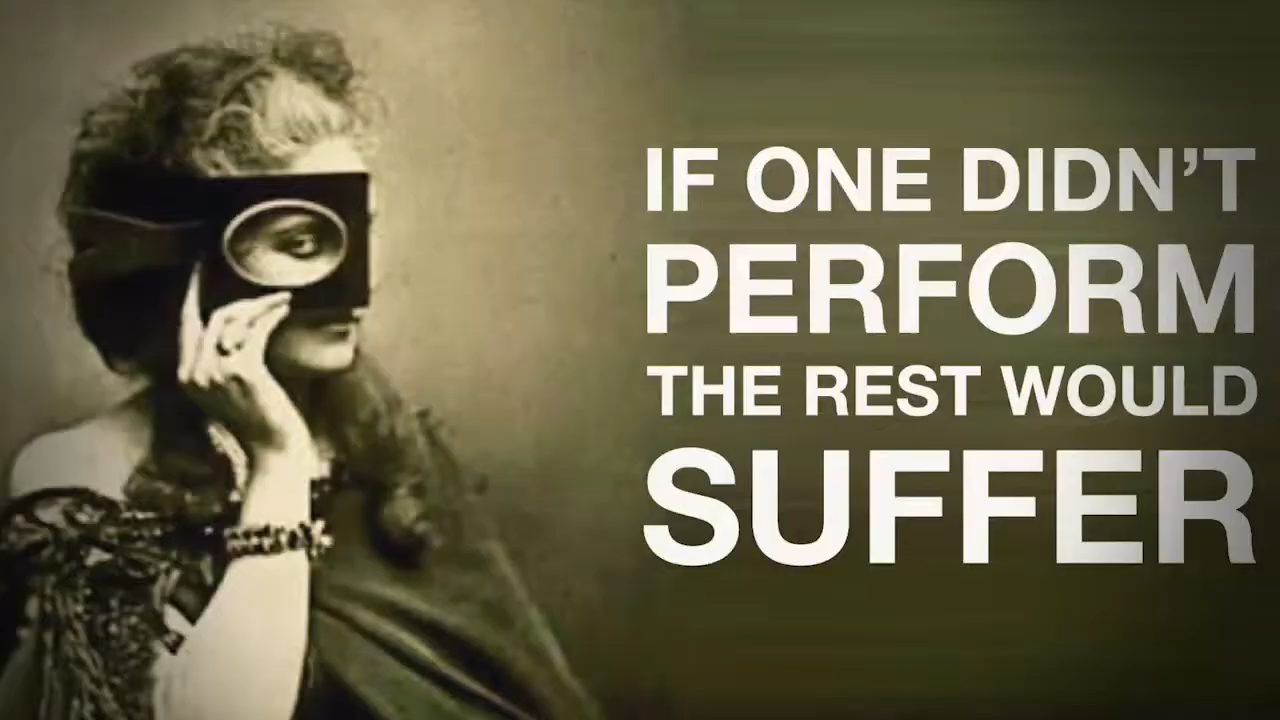 IF ONE DIDN’T
PERFORM
THE REST WOULD
SUFFER